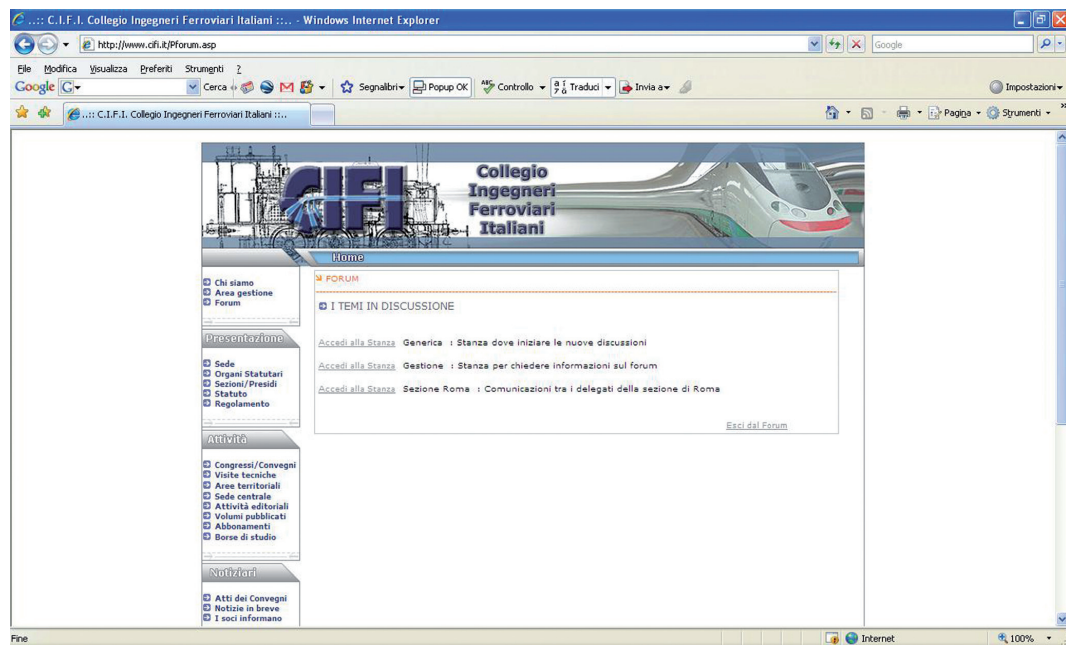 ..:: C.I.F.I. Collegio Ingegneri Ferroviari Italiani ::.. - Windows Internet Explorer
http://www.cifi.it/Pforum.asp
Google
File Modifica Visualizza Preferiti Strumenti ?
Google G Cerca Segnalibri Popup OK Controllo Traduci Invia a Impostazioni
..:: C.I.F.I. Collegio Ingegneri Ferroviari Italiani ::.. Pagina Strumenti »
CIFI
Collegio
Ingegneri
Ferroviari
Italiani
Home
Chi siamo
Area gestione
Forum
Presentazione
Sede
Organi Statutari
Sezioni/Presidi
Statuto
Regolamento
Attività
Congressi/Convegni
Visite tecniche
Aree territoriali
Sede centrale
Attività editoriali
Volumi pubblicati
Abbonamenti
Borse di studio
Notiziari
Atti dei Convegni
Notizie in breve
I soci informano
FORUM
I TEMI IN DISCUSSIONE
Accedi alla Stanza Generica : Stanza dove iniziare le nuove discussioni
Accedi alla Stanza Gestione : Stanza per chiedere informazioni sul forum
Accedi alla Stanza Sezione Roma : Comunicazioni tra i delegati della sezione di Roma
Esci dal Forum
Fine Internet 100%